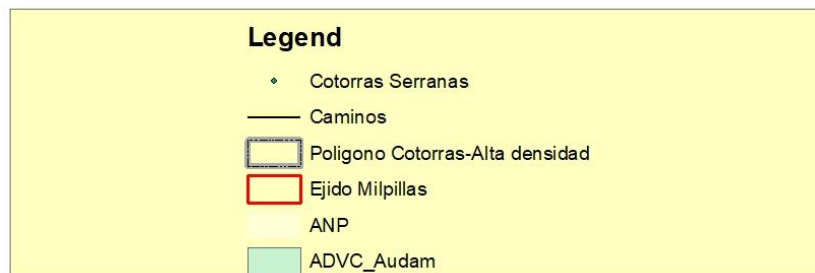 Legend
Cotorras Serranas
Caminos
Poligono Cotorras-Alta densidad
Ejido Milpillas
ANP
ADVC_Audam